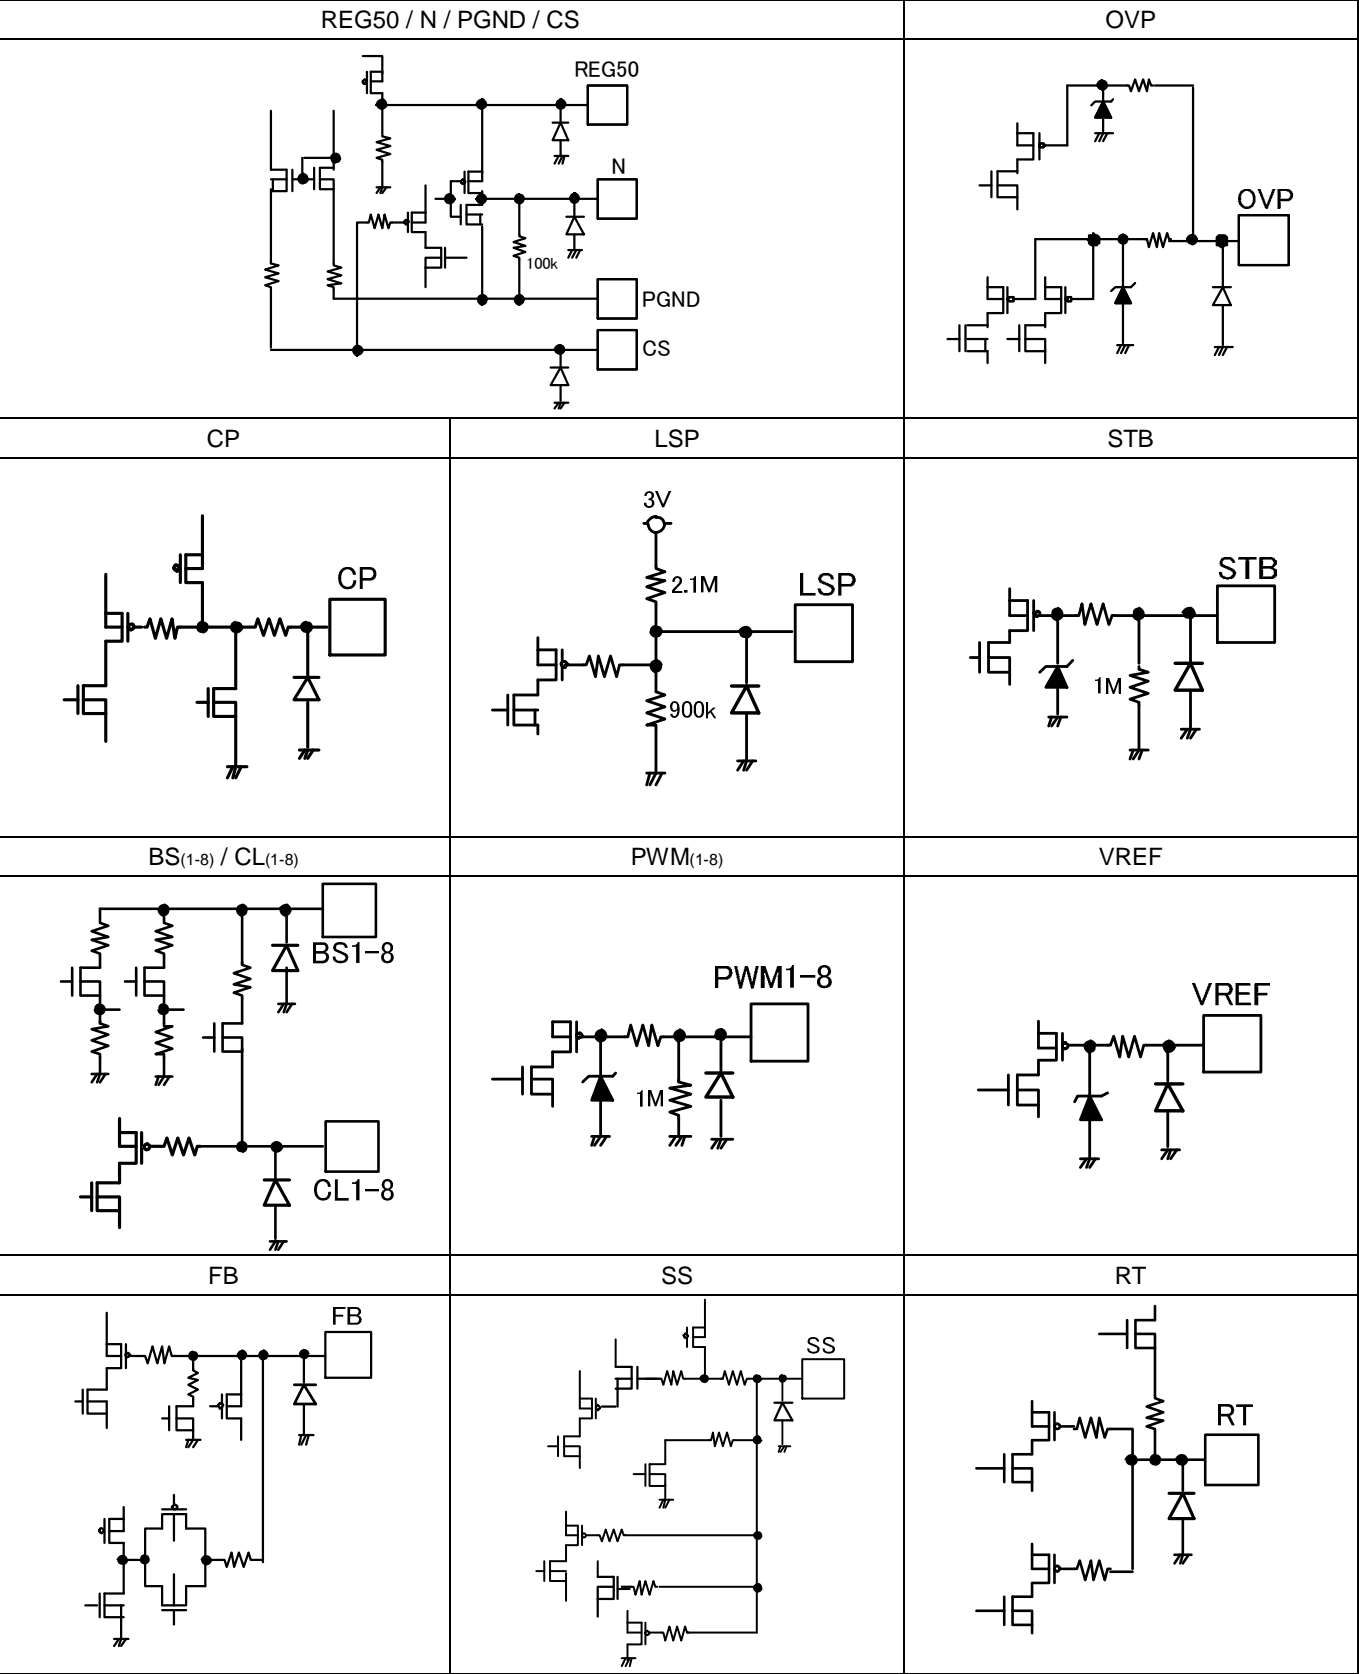 REG50 / N / PGND / CS
OVP
REG50
N
100k
PGND
CS
OVP
CP
LSP
STB
CP
3V
2.1M
LSP
900k
STB
1M
BS(1-8) / CL(1-8)
PWM(1-8)
VREF
BS1-8
CL1-8
PWM1-8
1M
VREF
FB
SS
RT
FB
SS
RT